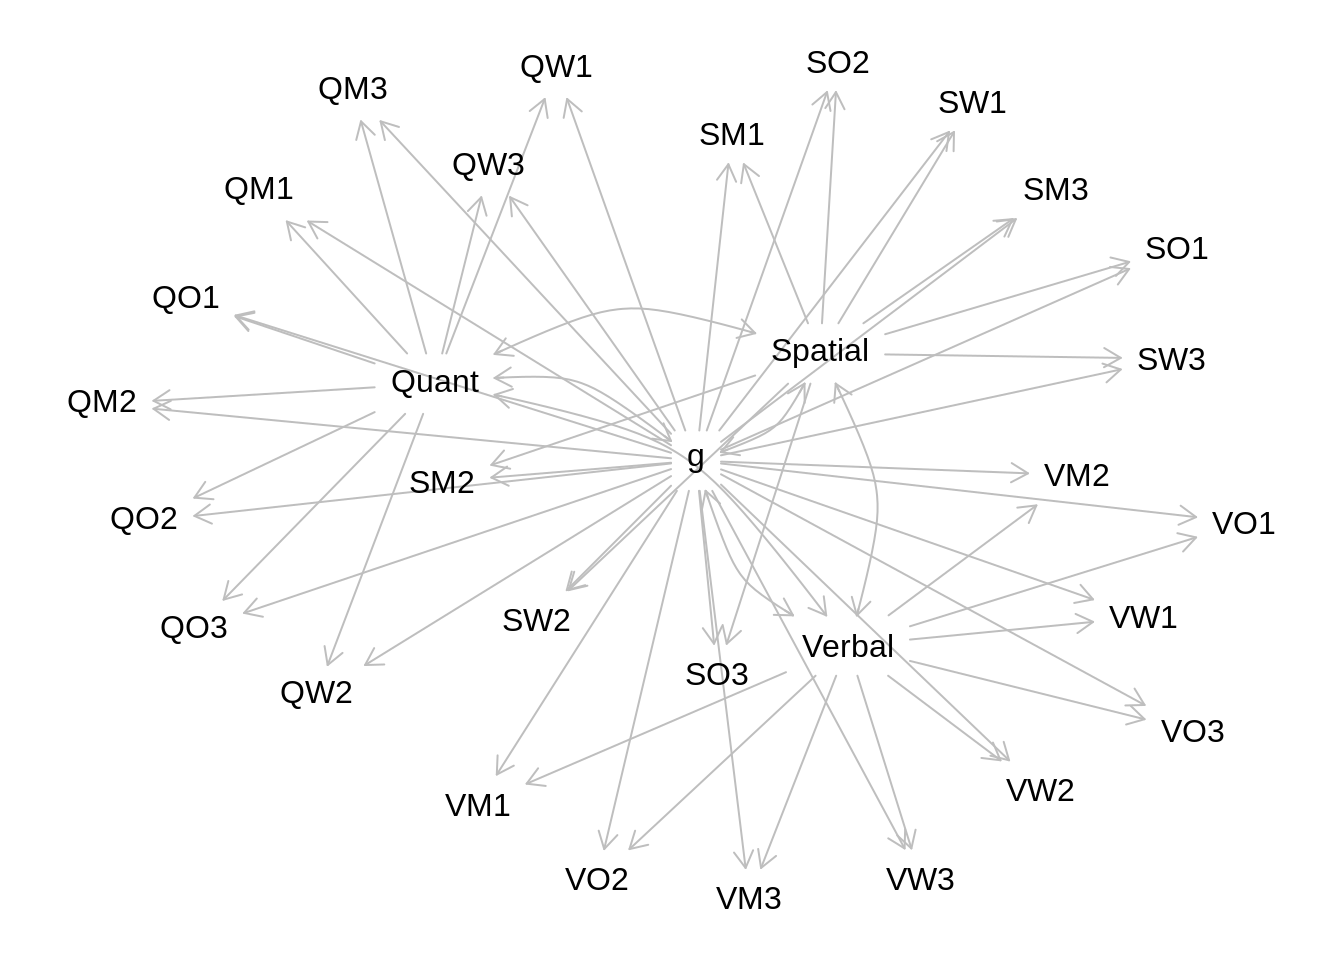 SO2
QW1
QM3
SW1
SM1
QW3
QM1
SM3
SO1
QO1
Spatial
SW3
Quant
QM2
g
VM2
SM2
QO2
VO1
VW1
SW2
QO3
Verbal
SO3
QW2
VO3
VW2
VM1
VO2
VW3
VM3